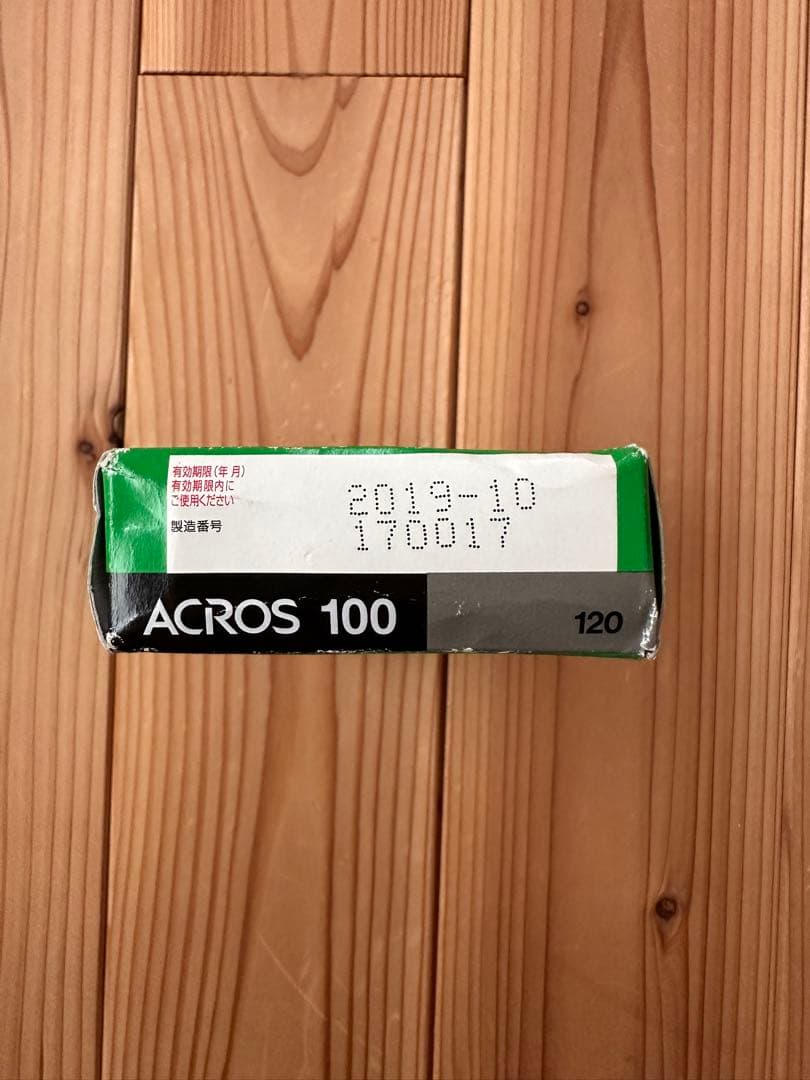 有効期限(年月)
有効期限内に
ご使用ください
2019-10
製造番号
170017
ACROS 100
120